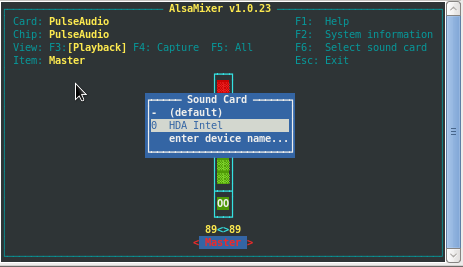 AlsaMixer v1.0.23
Card: PulseAudio F1: Help
Chip: PulseAudio F2: System information
View: F3:[Playback] F4: Capture F5: All F6: Select sound card
Item: Master Esc: Exit
Sound Card
- (default)
0 HDA Intel
enter device name...
OO
89<>89
< Master >